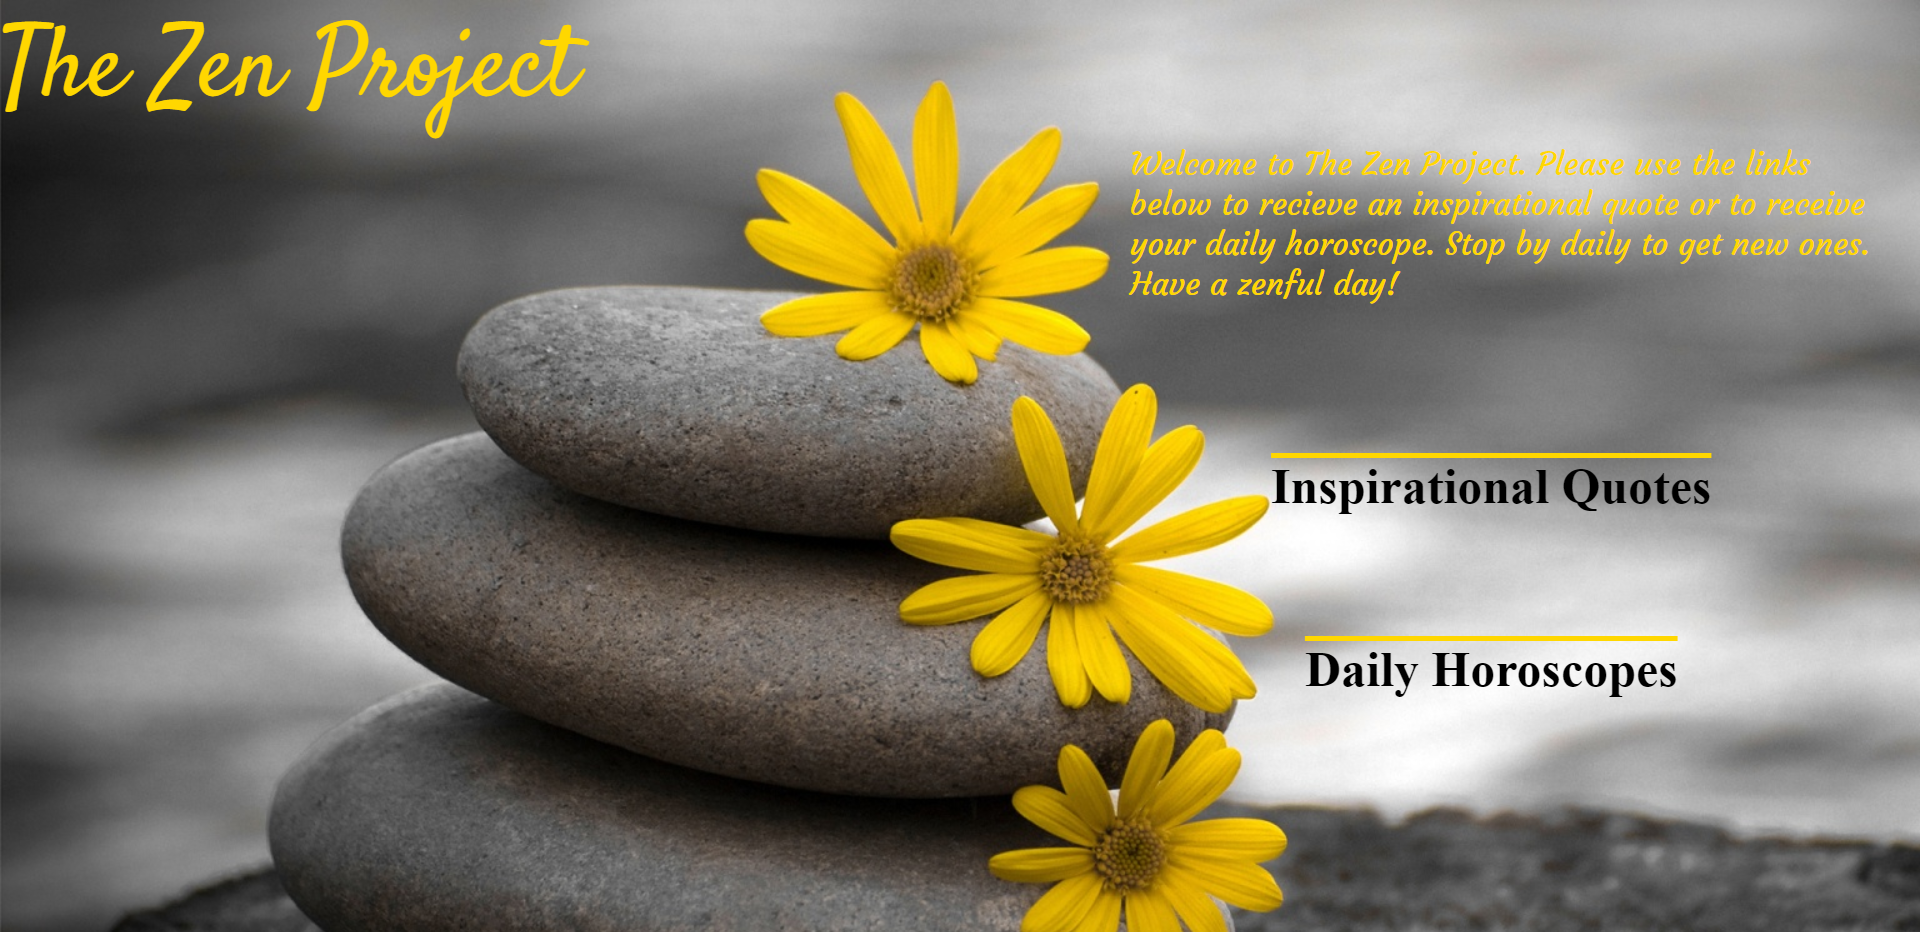 The Zen Project
Welcome to The Zen Project. Please use the links
below to recieve an inspirational quote or to receive
your daily horoscope. Stop by daily to get new ones.
Have a zenful day!
Inspirational Quotes
Daily Horoscopes